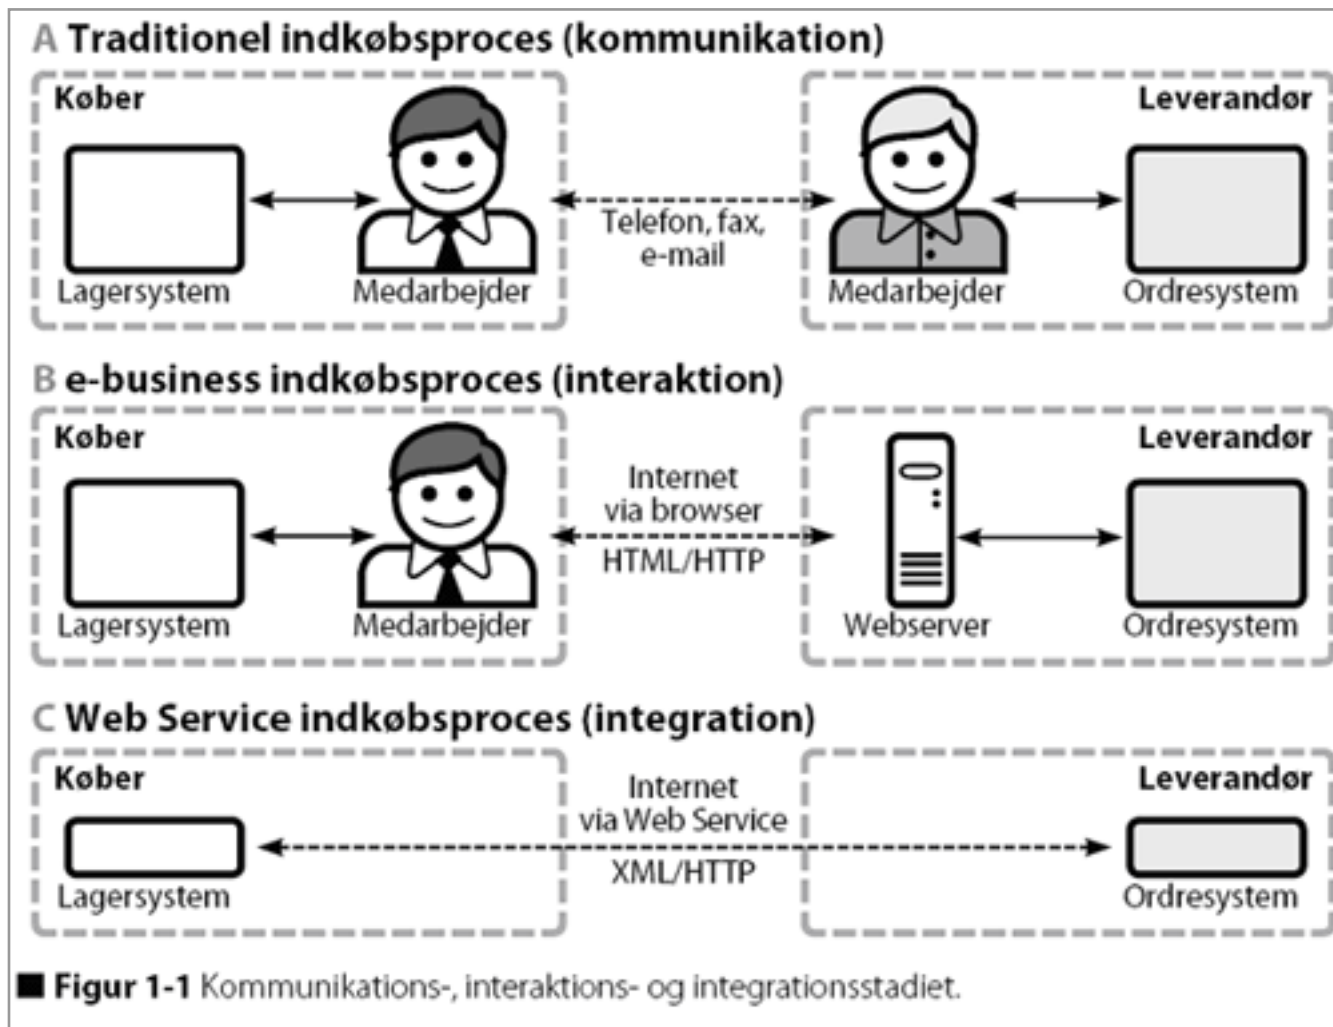 A Traditionel indkøbsproces (kommunikation)
Køber
Leverandør
Telefon, fax,
e-mail
Lagersystem
Medarbejder
Medarbejder
Ordresystem
B e-business indkøbsproces (interaktion)
Køber
Leverandør
Internet
via browser
HTML/HTTP
Lagersystem
Medarbejder
Webserver
Ordresystem
C Web Service indkøbsproces (integration)
Køber
Leverandør
Internet
via Web Service
XML/HTTP
Lagersystem
Ordresystem
Figur 1-1 Kommunikations-, interaktions- og integrationsstadiet.